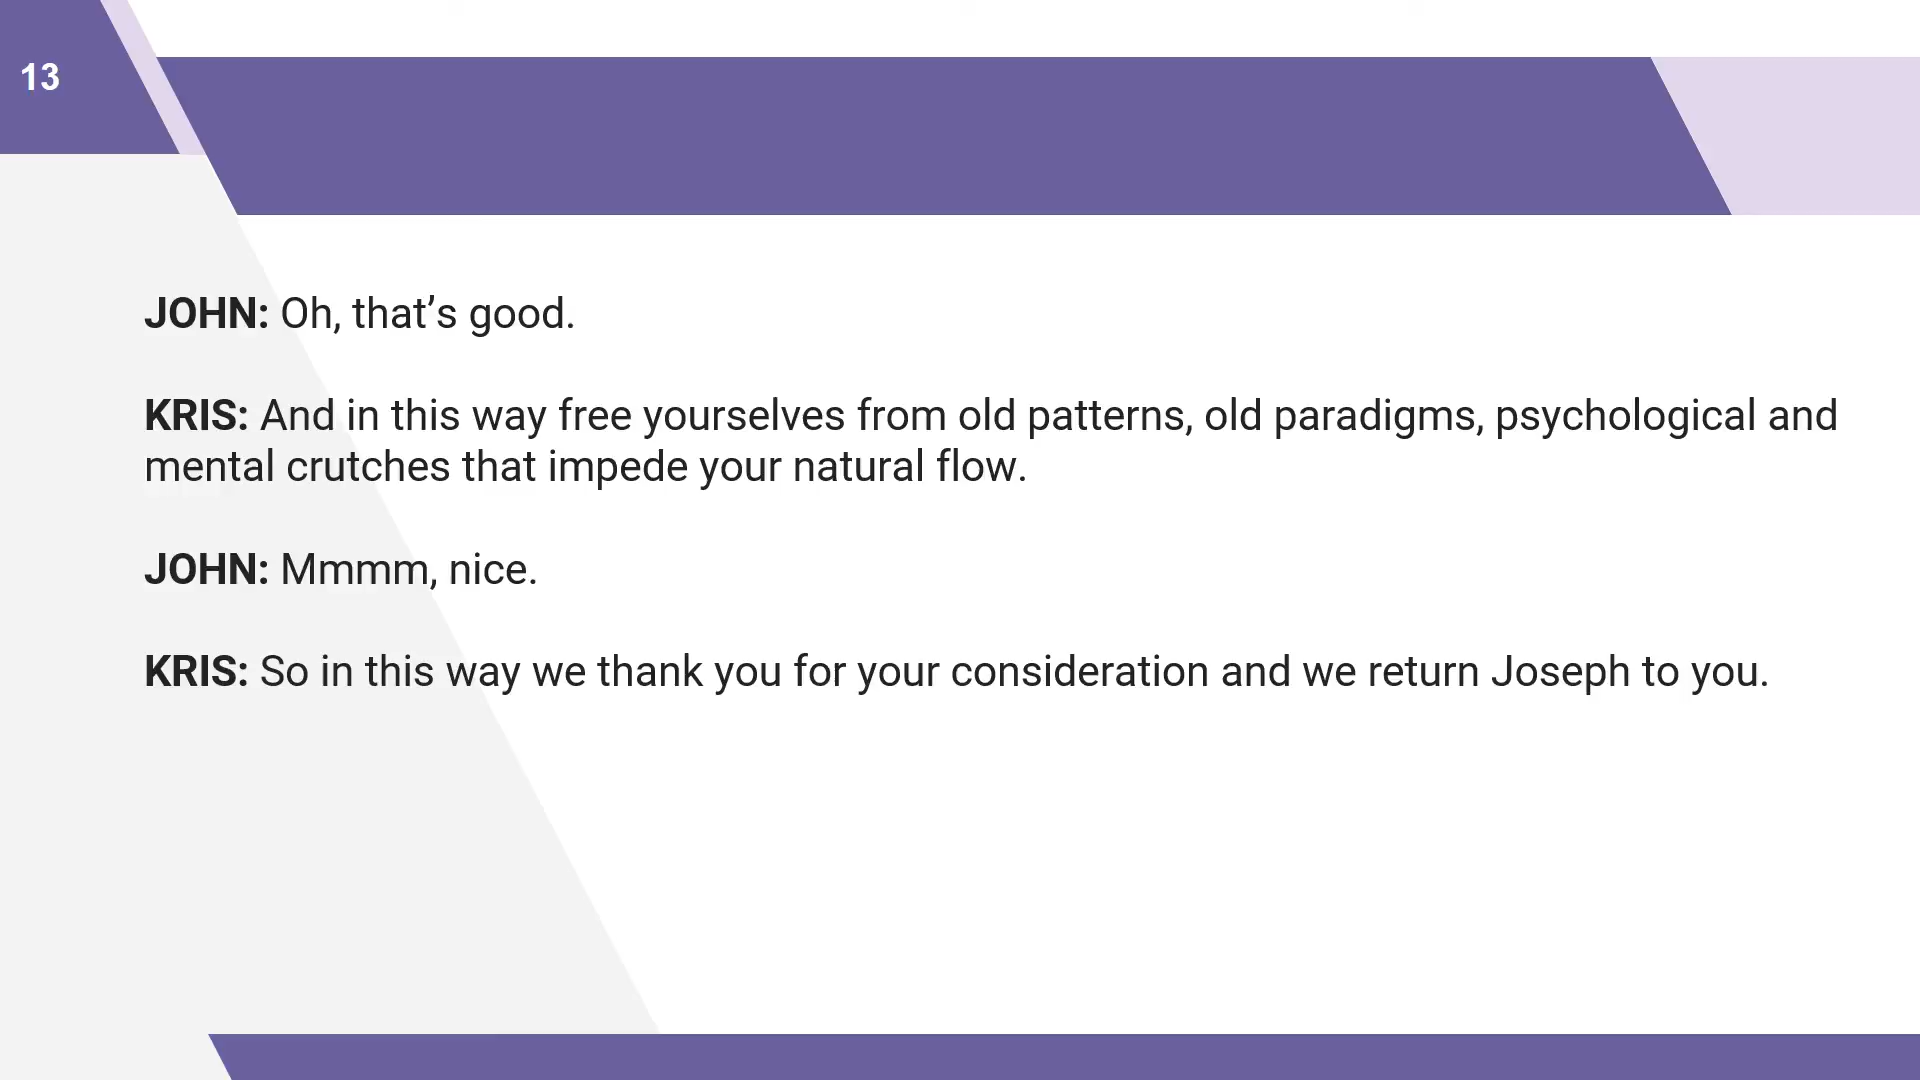 13
JOHN: Oh, that’s good.
KRIS: And in this way free yourselves from old patterns, old paradigms, psychological and
mental crutches that impede your natural flow.
JOHN: Mmmm, nice.
KRIS: So in this way we thank you for your consideration and we return Joseph to you.